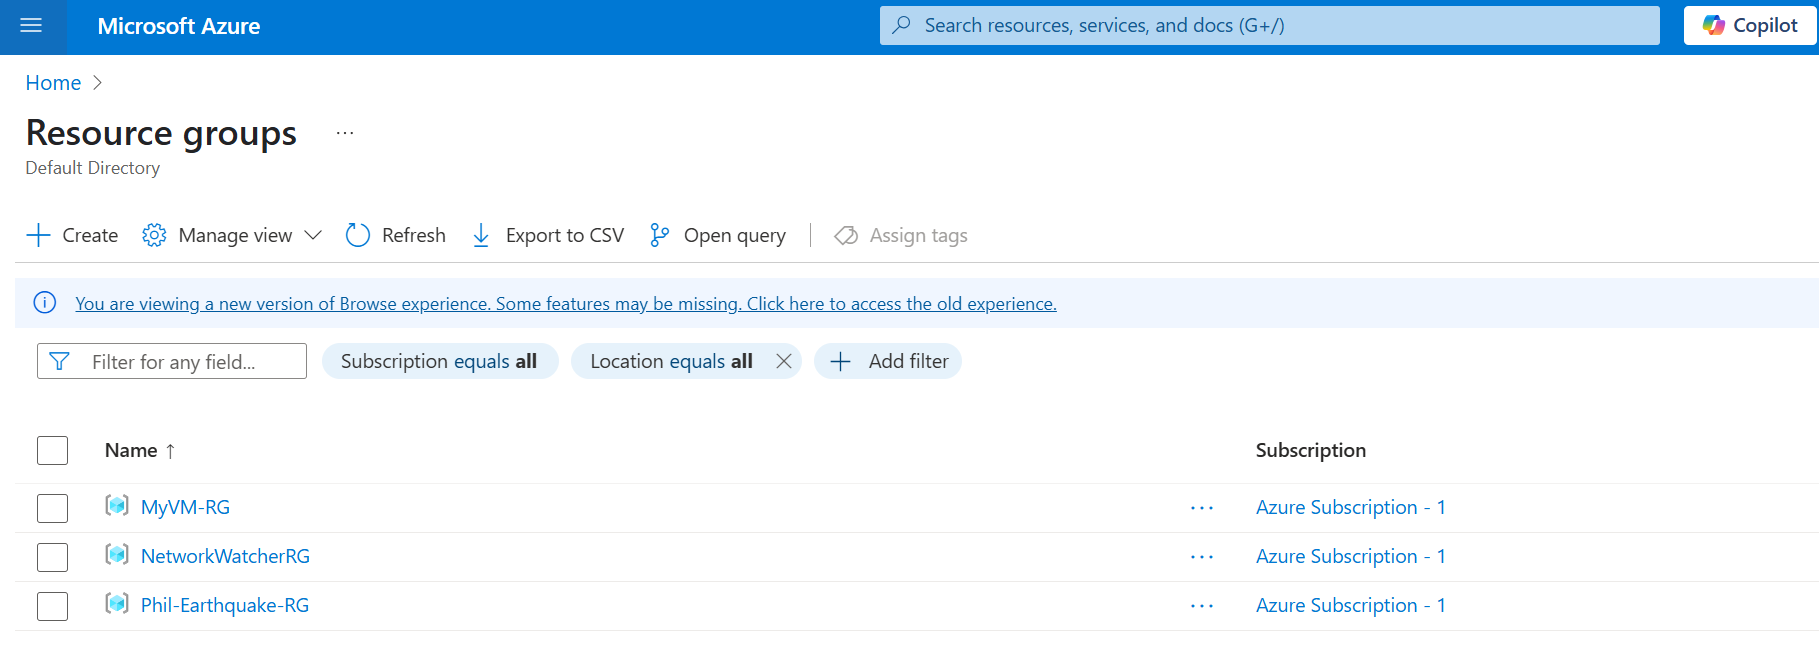 Microsoft Azure
Search resources, services, and docs (G+/)
Copilot
Home
Resource groups ...
Default Directory
Create Manage view Refresh Export to CSV Open query Assign tags
You are viewing a new version of Browse experience. Some features may be missing. Click here to access the old experience.
Filter for any field... Subscription equals all Location equals all Add filter
Name ↑ Subscription
MyVM-RG ... Azure Subscription - 1
NetworkWatcherRG ... Azure Subscription - 1
Phil-Earthquake-RG ... Azure Subscription - 1